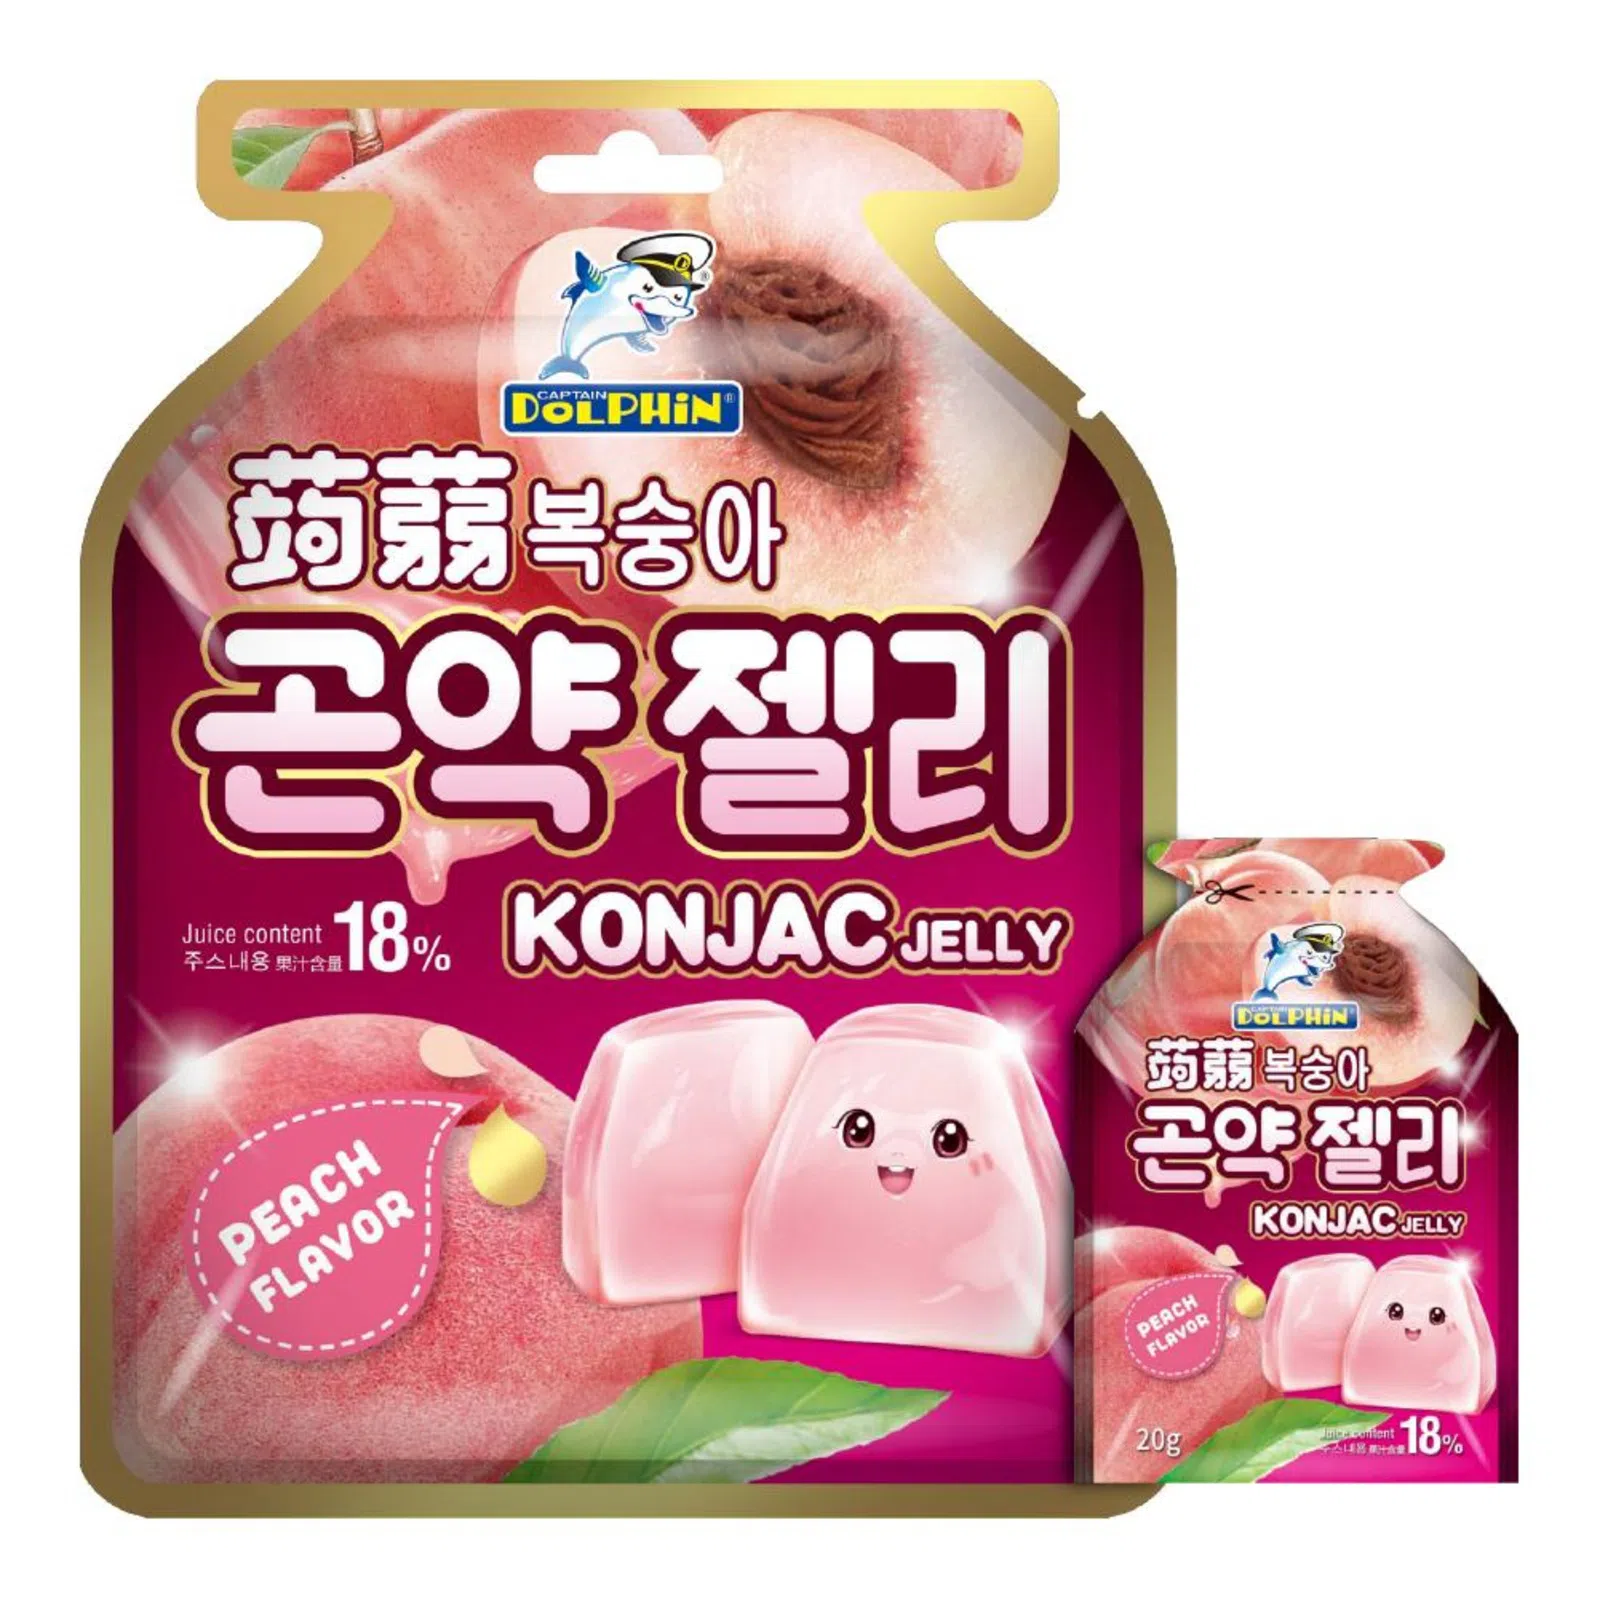 CAPTAIN
DOLPHiN®
蒟蒻 복숭아
곤약 젤리
KONJAC JELLY
Juice content
주스내용 果汁含量 18%
PEACH
FLAVOR
CAPTAIN
DOLPHiN
蒟蒻 복숭아
곤약 젤리
KONJAC JELLY
PEACH
FLAVOR
20g
Juice content
주스내용 果汁含量 18%